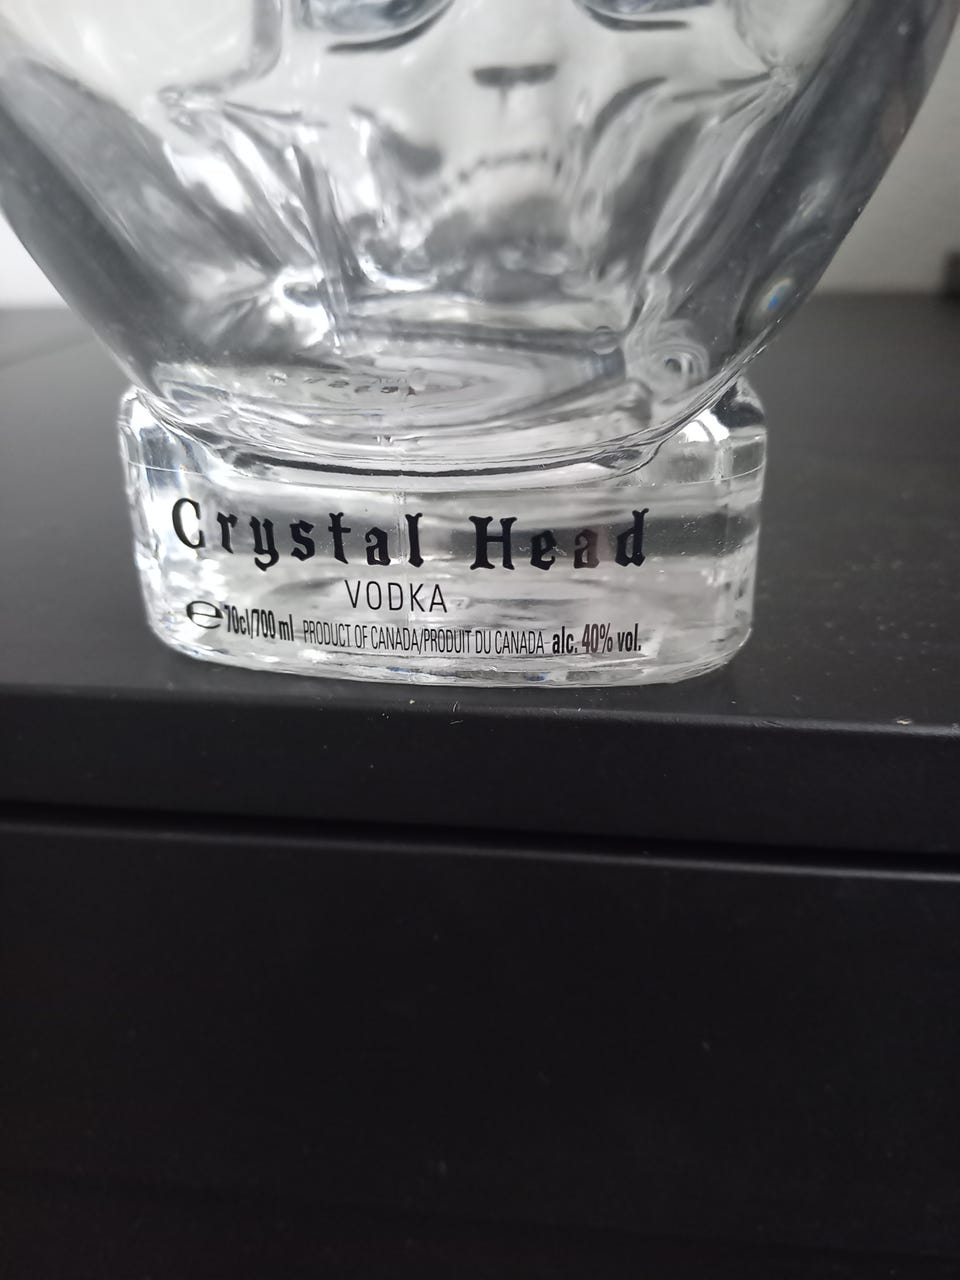 Crystal Head
VODKA
℮ 70cl/700 ml PRODUCT OF CANADA/PRODUIT DU CANADA alc. 40% vol.